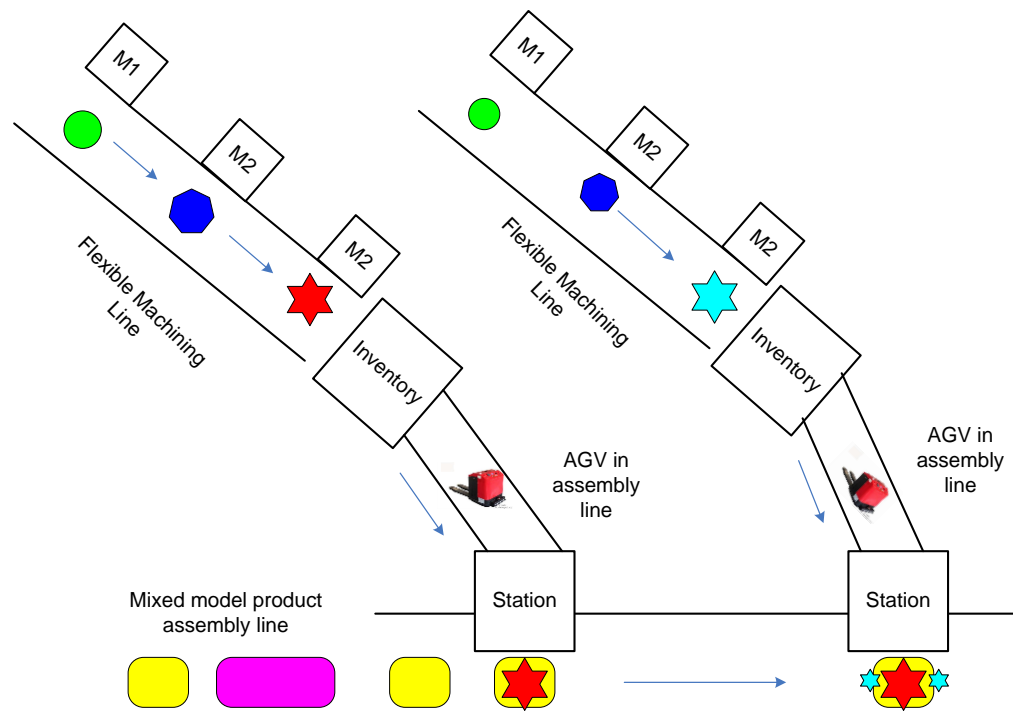 M1
M2
M2
Flexible Machining
Line
Inventory
AGV in
assembly
line
Station
M1
M2
M2
Flexible Machining
Line
Inventory
AGV in
assembly
line
Station
Mixed model product
assembly line